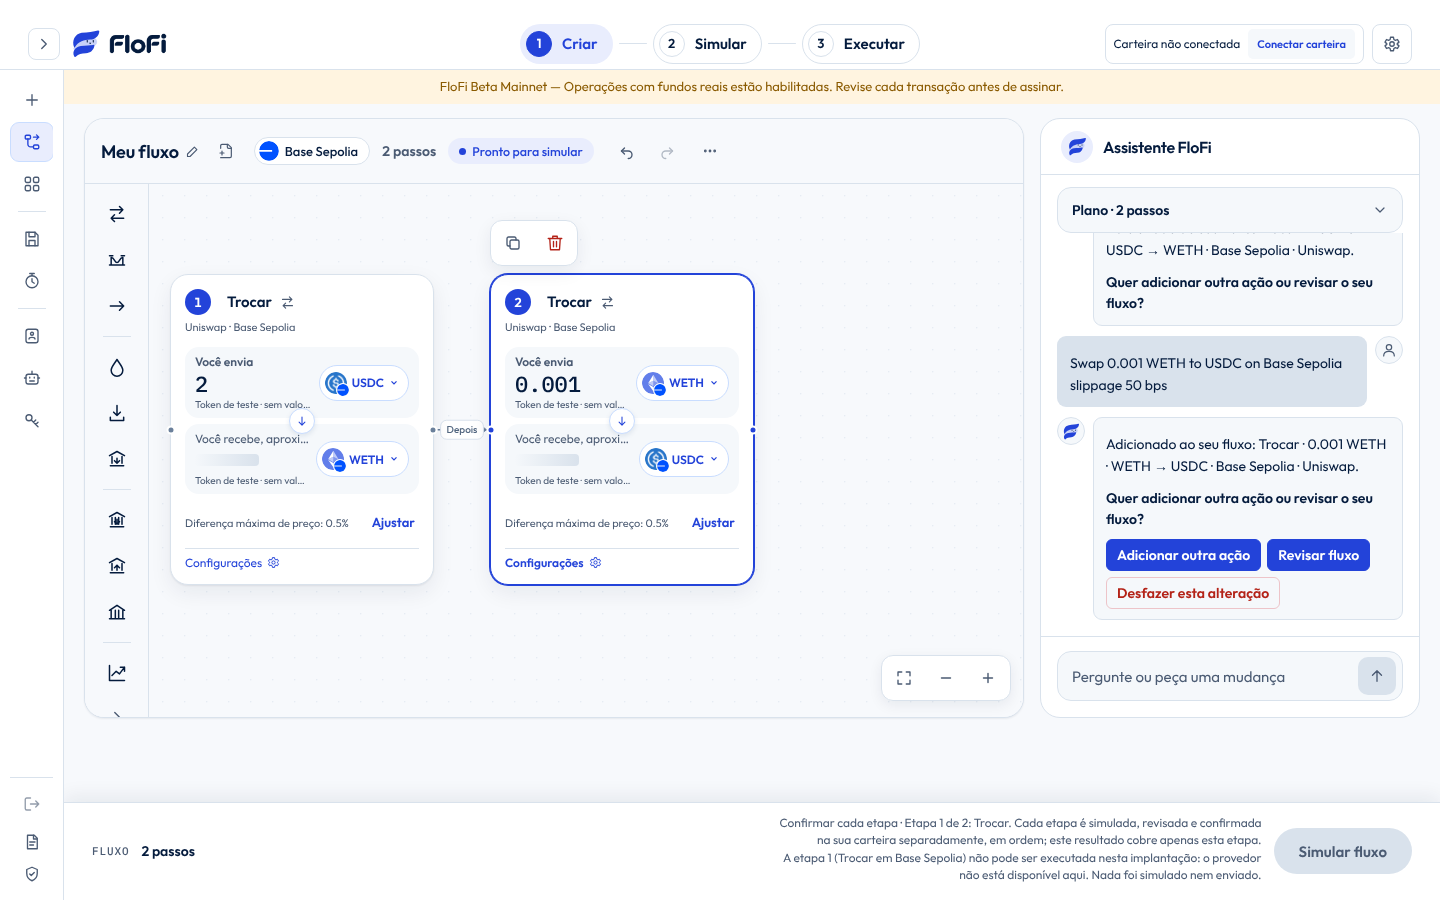 FloFi
1 Criar
2 Simular
3 Executar
Carteira não conectada
Conectar carteira
FloFi Beta Mainnet — Operações com fundos reais estão habilitadas. Revise cada transação antes de assinar.
Meu fluxo
Base Sepolia
2 passos
Pronto para simular
1 Trocar
Uniswap · Base Sepolia
Você envia
2
USDC
Token de teste · sem valo...
Você recebe, aproxi...
WETH
Token de teste · sem val...
Diferença máxima de preço: 0.5%
Ajustar
Configurações
Depois
2 Trocar
Uniswap · Base Sepolia
Você envia
0.001
WETH
Token de teste · sem val...
Você recebe, aproxi...
USDC
Token de teste · sem valo...
Diferença máxima de preço: 0.5%
Ajustar
Configurações
Assistente FloFi
Plano · 2 passos
USDC → WETH · Base Sepolia · Uniswap.
Quer adicionar outra ação ou revisar o seu
fluxo?
Swap 0.001 WETH to USDC on Base Sepolia
slippage 50 bps
Adicionado ao seu fluxo: Trocar · 0.001 WETH
· WETH → USDC · Base Sepolia · Uniswap.
Quer adicionar outra ação ou revisar o seu
fluxo?
Adicionar outra ação
Revisar fluxo
Desfazer esta alteração
Pergunte ou peça uma mudança
FLUXO 2 passos
Confirmar cada etapa · Etapa 1 de 2: Trocar. Cada etapa é simulada, revisada e confirmada
na sua carteira separadamente, em ordem; este resultado cobre apenas esta etapa.
A etapa 1 (Trocar em Base Sepolia) não pode ser executada nesta implantação: o provedor
não está disponível aqui. Nada foi simulado nem enviado.
Simular fluxo